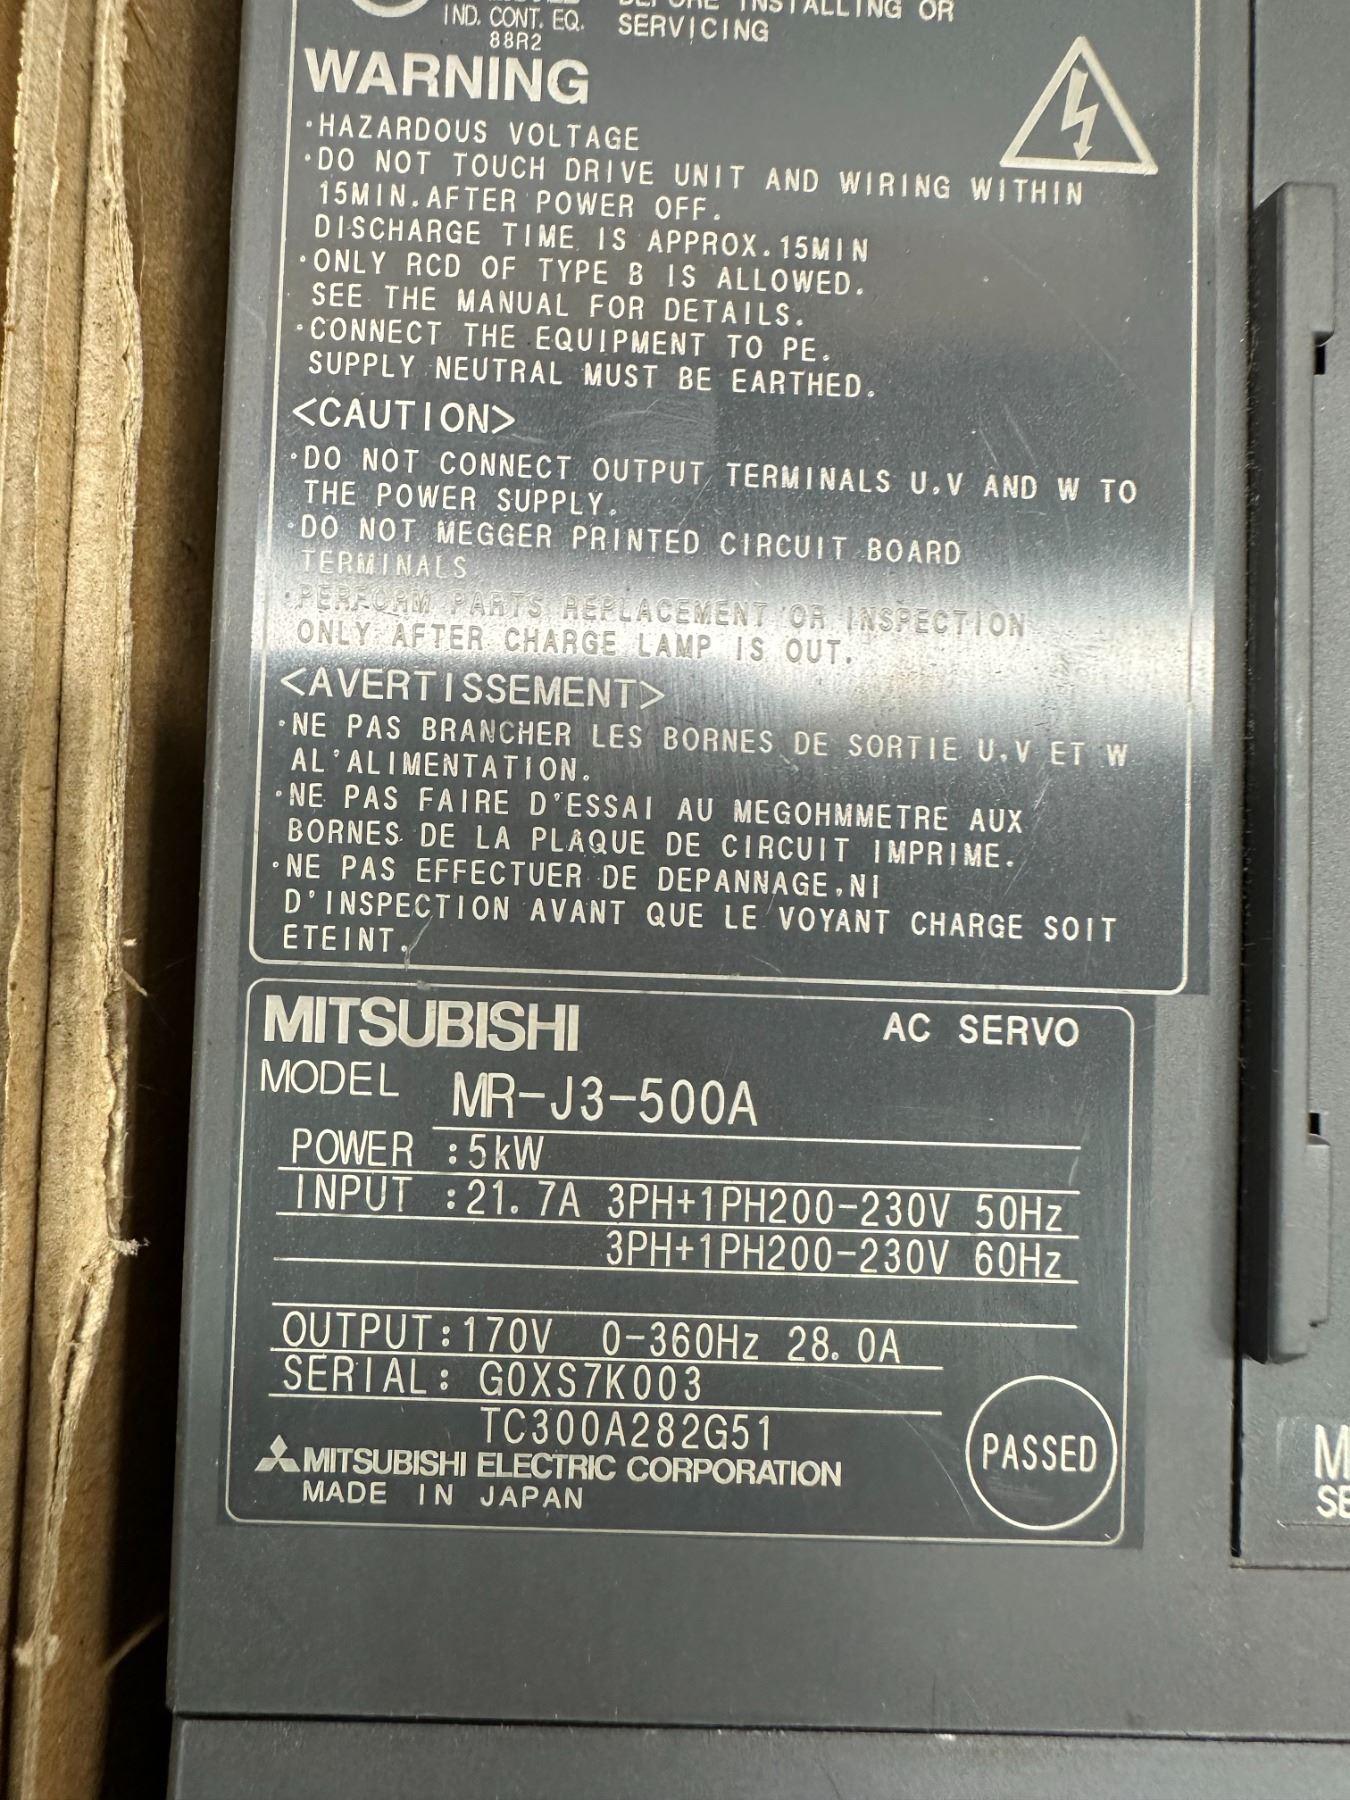 BEFORE INSTALLING OR
IND. CONT. EQ. SERVICING
88R2
WARNING
・HAZARDOUS VOLTAGE
・DO NOT TOUCH DRIVE UNIT AND WIRING WITHIN
15MIN.AFTER POWER OFF.
DISCHARGE TIME IS APPROX.15MIN
・ONLY RCD OF TYPE B IS ALLOWED.
SEE THE MANUAL FOR DETAILS.
・CONNECT THE EQUIPMENT TO PE.
SUPPLY NEUTRAL MUST BE EARTHED.
<CAUTION>
・DO NOT CONNECT OUTPUT TERMINALS U,V AND W TO
THE POWER SUPPLY.
・DO NOT MEGGER PRINTED CIRCUIT BOARD
TERMINALS
・PERFORM PARTS REPLACEMENT OR INSPECTION
ONLY AFTER CHARGE LAMP IS OUT.
<AVERTISSEMENT>
・NE PAS BRANCHER LES BORNES DE SORTIE U,V ET W
AL'ALIMENTATION.
・NE PAS FAIRE D'ESSAI AU MEGOHMMETRE AUX
BORNES DE LA PLAQUE DE CIRCUIT IMPRIME.
・NE PAS EFFECTUER DE DEPANNAGE,NI
D'INSPECTION AVANT QUE LE VOYANT CHARGE SOIT
ETEINT.
MITSUBISHI AC SERVO
MODEL MR-J3-500A
POWER :5kW
INPUT :21.7A 3PH+1PH200-230V 50Hz
3PH+1PH200-230V 60Hz
OUTPUT:170V 0-360Hz 28.0A
SERIAL: G0XS7K003
TC300A282G51
MITSUBISHI ELECTRIC CORPORATION
MADE IN JAPAN
PASSED
M
SE